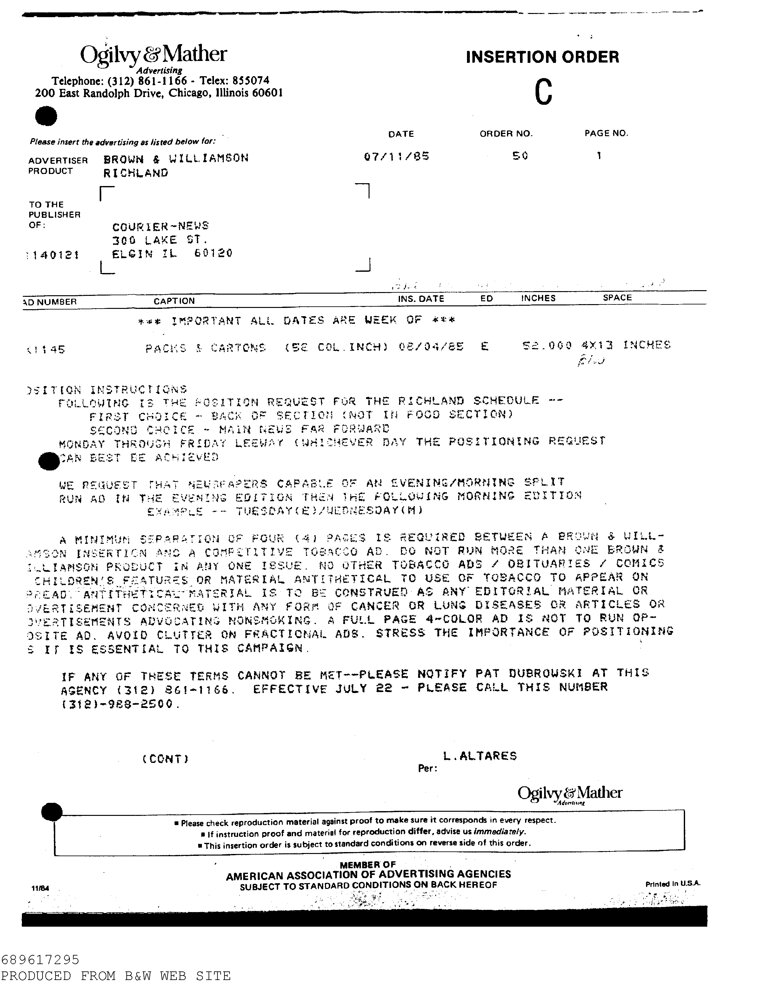 Ogilvy & Mather
Advertising
Telephone: (312) 861-1166 - Telex: 855074
200 East Randolph Drive, Chicago, Illinois 60601
INSERTION ORDER
C
Please insert the advertising as listed below for:
DATE ORDER NO. PAGE NO.
ADVERTISER BROWN & WILLIAMSON 07/11/85 50 1
PRODUCT RICHLAND
TO THE
PUBLISHER
OF: COURIER-NEWS
300 LAKE ST.
1140121 ELGIN IL 60120
AD NUMBER CAPTION INS. DATE ED INCHES SPACE
*** IMPORTANT ALL DATES ARE WEEK OF ***
1145 PACKS & CARTONS (52 COL.INCH) 08/04/85 E 52.000 4X13 INCHES
OSITION INSTRUCTIONS
FOLLOWING IS THE POSITION REQUEST FOR THE RICHLAND SCHEDULE --
FIRST CHOICE - BACK OF SECTION (NOT IN FOOD SECTION)
SECOND CHOICE - MAIN NEWS FAR FORWARD
MONDAY THROUGH FRIDAY LEEWAY (WHICHEVER DAY THE POSITIONING REQUEST
CAN BEST BE ACHIEVED
WE REQUEST THAT NEWSPAPERS CAPABLE OF AN EVENING/MORNING SPLIT
RUN AD IN THE EVENING EDITION THEN THE FOLLOWING MORNING EDITION
EXAMPLE -- TUESDAY(E)/WEDNESDAY(M)
A MINIMUM SEPARATION OF FOUR (4) PAGES IS REQUIRED BETWEEN A BROWN & WILL-
AMSON INSERTION AND A COMPETITIVE TOBACCO AD. DO NOT RUN MORE THAN ONE BROWN &
ILLIAMSON PRODUCT IN ANY ONE ISSUE. NO OTHER TOBACCO ADS / OBITUARIES / COMICS
CHILDREN'S FEATURES OR MATERIAL ANTITHETICAL TO USE OF TOBACCO TO APPEAR ON
PREAD. "ANTITHETICAL" MATERIAL IS TO BE CONSTRUED AS ANY EDITORIAL MATERIAL OR
DVERTISEMENT CONCERNED WITH ANY FORM OF CANCER OR LUNG DISEASES OR ARTICLES OR
DVERTISEMENTS ADVOCATING NONSMOKING. A FULL PAGE 4-COLOR AD IS NOT TO RUN OP-
OSITE AD. AVOID CLUTTER ON FRACTIONAL ADS. STRESS THE IMPORTANCE OF POSITIONING
S IT IS ESSENTIAL TO THIS CAMPAIGN.
IF ANY OF THESE TERMS CANNOT BE MET--PLEASE NOTIFY PAT DUBROWSKI AT THIS
AGENCY (312) 861-1166. EFFECTIVE JULY 22 - PLEASE CALL THIS NUMBER
(312)-988-2500.
(CONT) L.ALTARES
Per:
Ogilvy & Mather
Advertising
▪ Please check reproduction material against proof to make sure it corresponds in every respect.
▪ If instruction proof and material for reproduction differ, advise us immediately.
▪ This insertion order is subject to standard conditions on reverse side of this order.
MEMBER OF
AMERICAN ASSOCIATION OF ADVERTISING AGENCIES
11/84 SUBJECT TO STANDARD CONDITIONS ON BACK HEREOF Printed in U.S.A.
689617295
PRODUCED FROM B&W WEB SITE